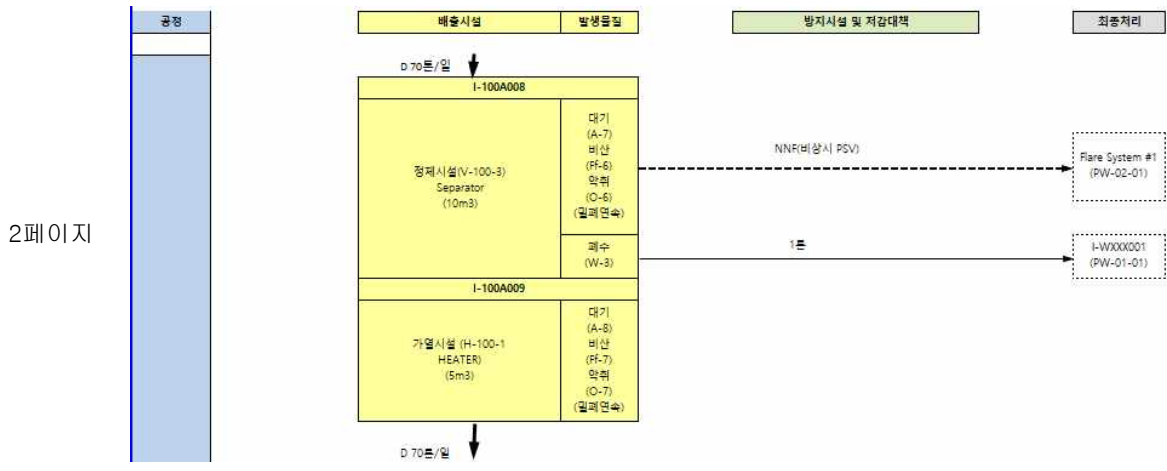 공정
배출시설
발생물질
방지시설 및 저감대책
최종처리
D 70톤/일
I-100A008
정제시설(V-100-3)
Separator
(10m3)
대기
(A-7)
비산
(Ff-6)
악취
(O-6)
(밀폐연속)
NNF(비상시 PSV)
Flare System #1
(PW-02-01)
2페이지
폐수
(W-3)
1톤
I-WXXX001
(PW-01-01)
I-100A009
가열시설 (H-100-1
HEATER)
(5m3)
대기
(A-8)
비산
(Ff-7)
악취
(O-7)
(밀폐연속)
D 70톤/일